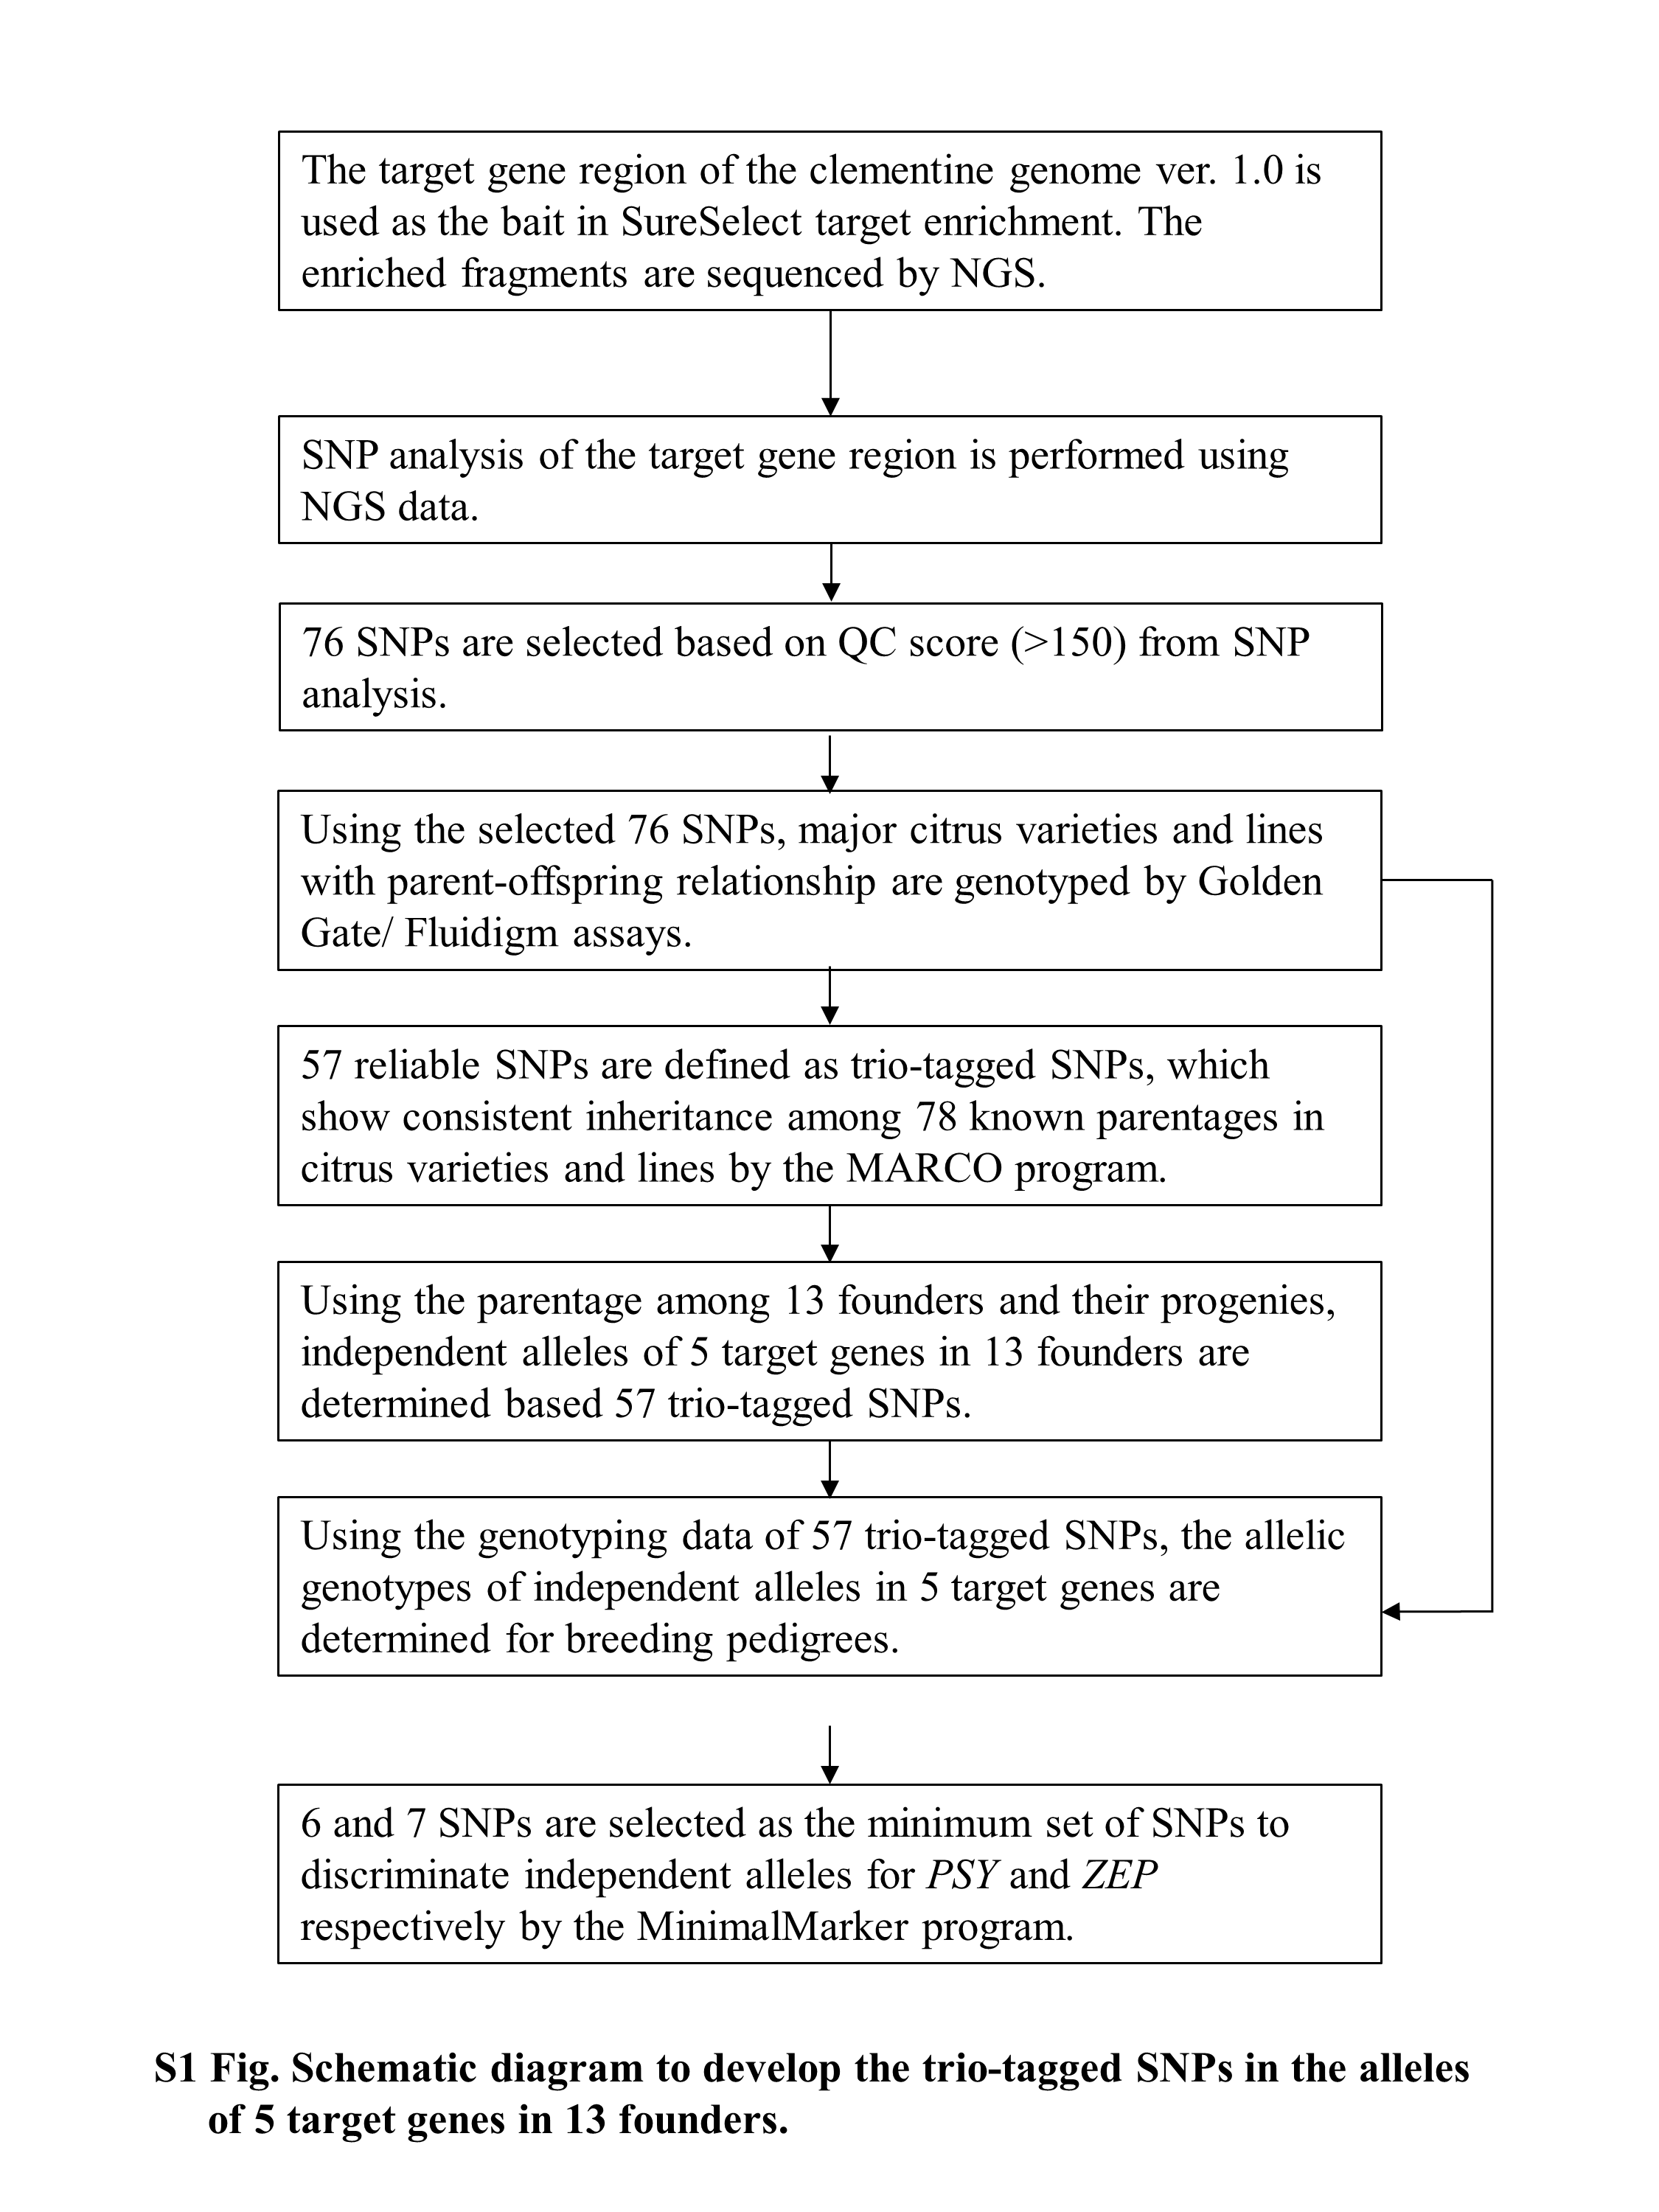 The target gene region of the clementine genome ver. 1.0 is
used as the bait in SureSelect target enrichment. The
enriched fragments are sequenced by NGS.
SNP analysis of the target gene region is performed using
NGS data.
76 SNPs are selected based on QC score (>150) from SNP
analysis.
Using the selected 76 SNPs, major citrus varieties and lines
with parent-offspring relationship are genotyped by Golden
Gate/ Fluidigm assays.
57 reliable SNPs are defined as trio-tagged SNPs, which
show consistent inheritance among 78 known parentages in
citrus varieties and lines by the MARCO program.
Using the parentage among 13 founders and their progenies,
independent alleles of 5 target genes in 13 founders are
determined based 57 trio-tagged SNPs.
Using the genotyping data of 57 trio-tagged SNPs, the allelic
genotypes of independent alleles in 5 target genes are
determined for breeding pedigrees.
6 and 7 SNPs are selected as the minimum set of SNPs to
discriminate independent alleles for PSY and ZEP
respectively by the MinimalMarker program.
S1 Fig. Schematic diagram to develop the trio-tagged SNPs in the alleles
of 5 target genes in 13 founders.